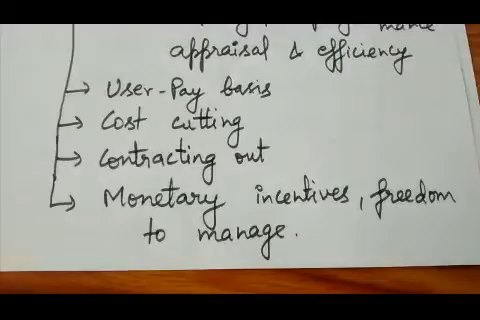 appraisal & efficiency
→ User-Pay basis
→ Cost cutting
→ Contracting out
→ Monetary incentives, freedom
to manage.